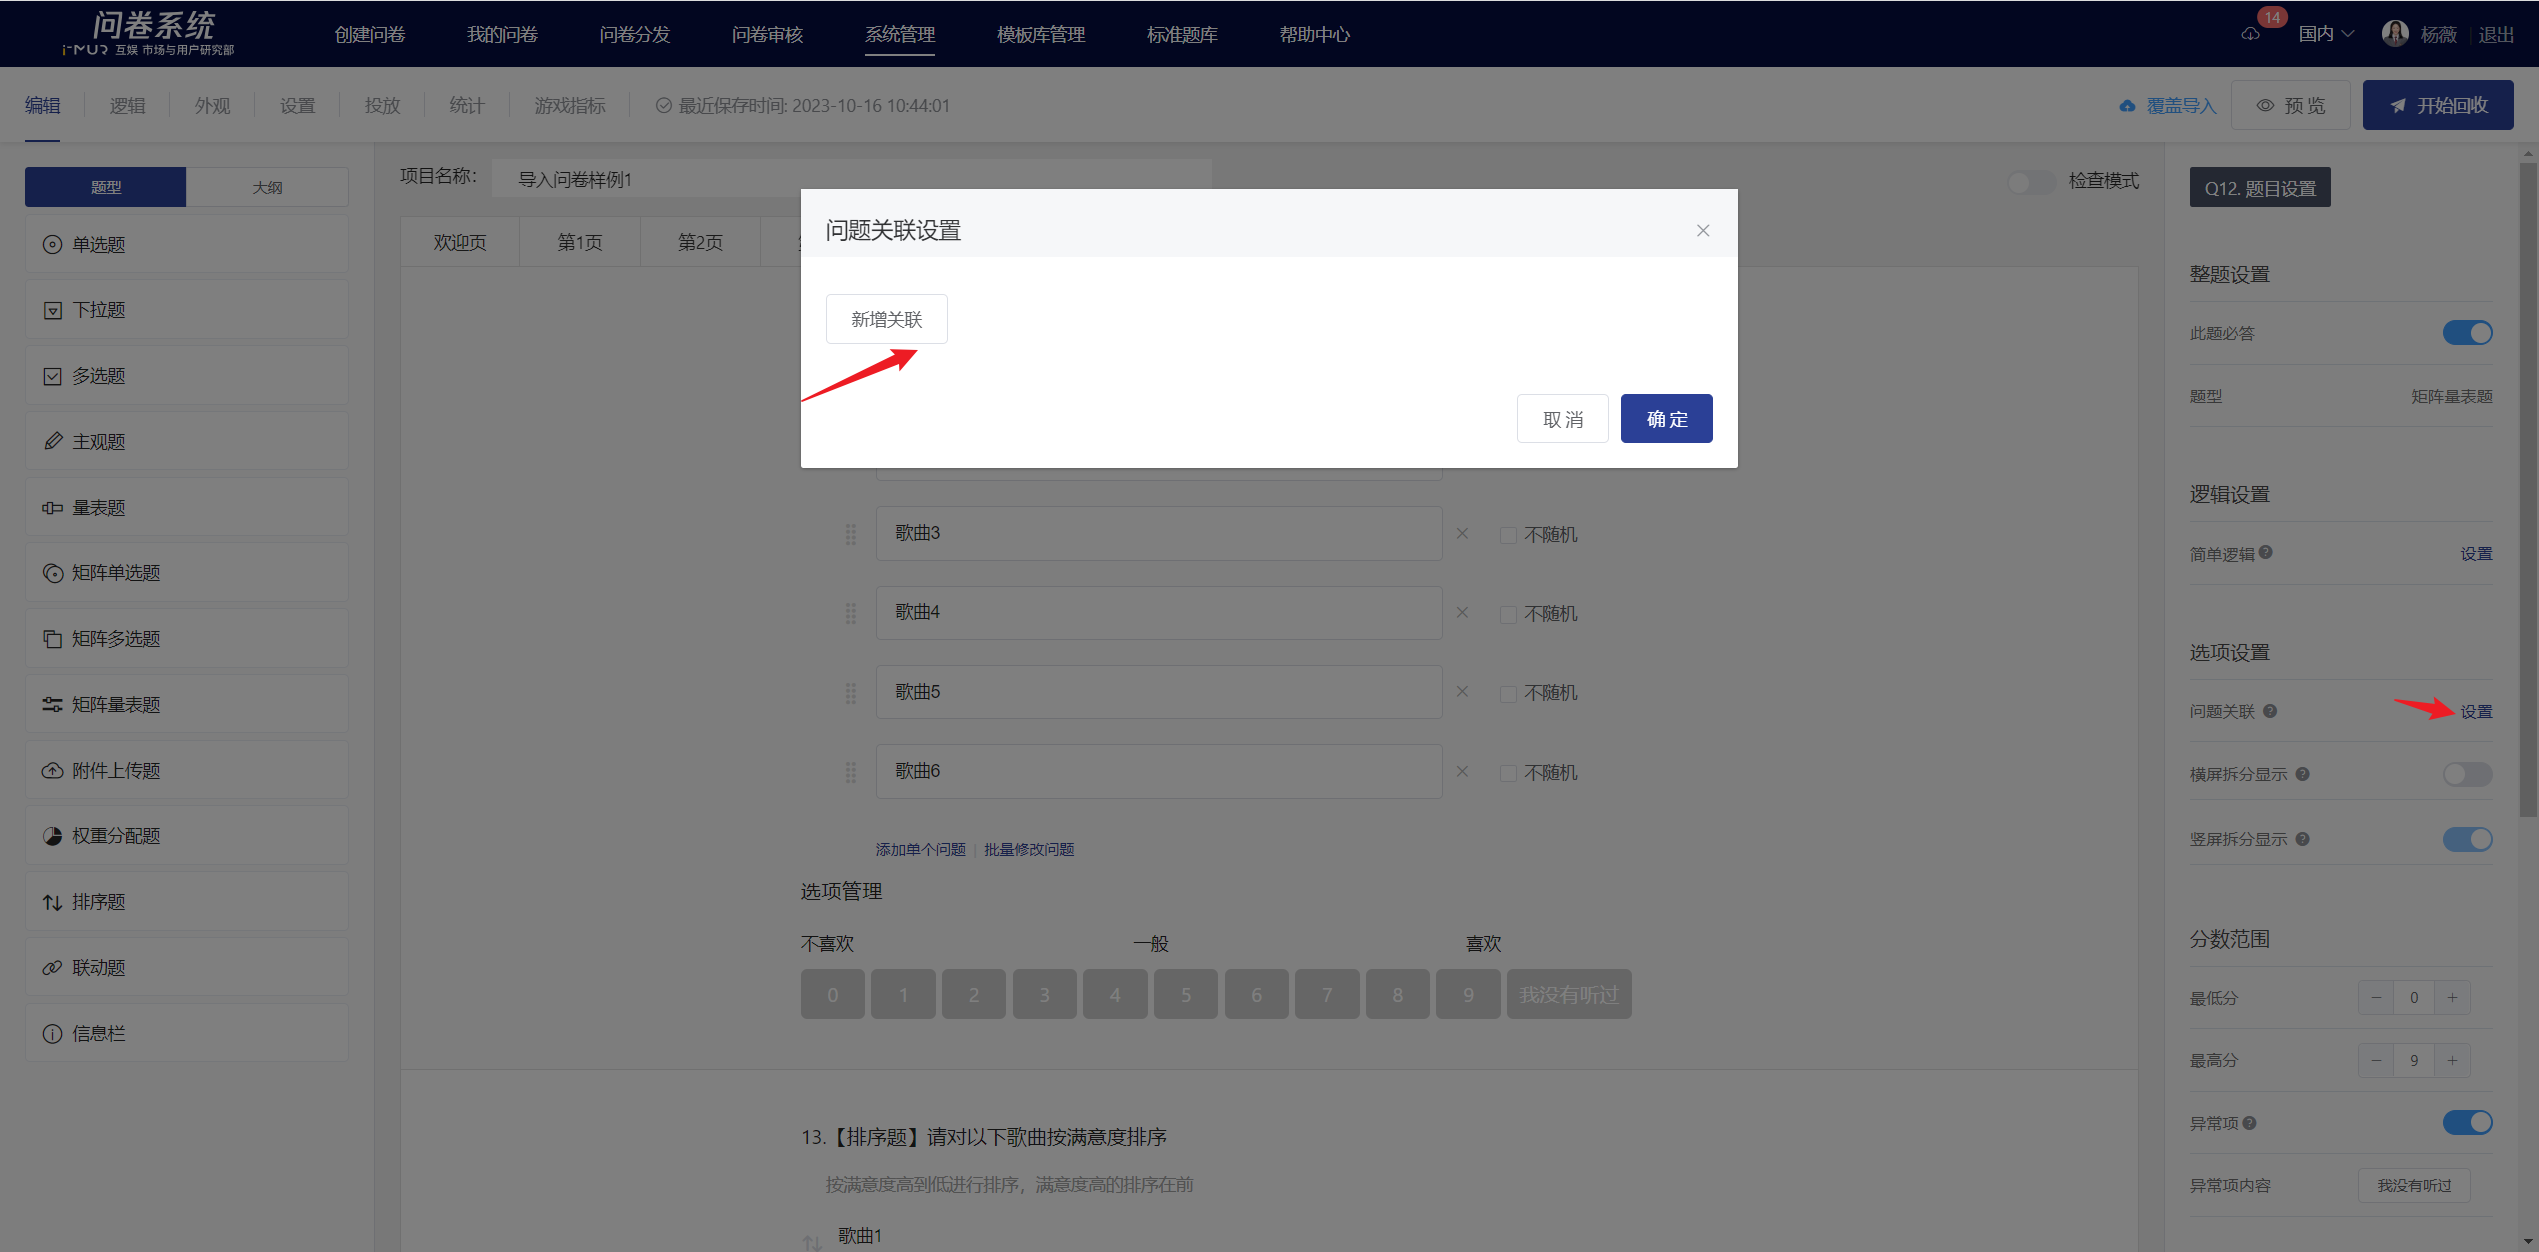 问卷系统
i-MUR 互娱 市场与用户研究部
创建问卷
我的问卷
问卷分发
问卷审核
系统管理
模板库管理
标准题库
帮助中心
14
国内
杨薇
退出
编辑
逻辑
外观
设置
投放
统计
游戏指标
最近保存时间: 2023-10-16 10:44:01
覆盖导入
预 览
开始回收
题型
大纲
单选题
下拉题
多选题
主观题
量表题
矩阵单选题
矩阵多选题
矩阵量表题
附件上传题
权重分配题
排序题
联动题
信息栏
项目名称:
导入问卷样例1
检查模式
欢迎页
第1页
第2页
问题关联设置
新增关联
取 消
确 定
歌曲3
不随机
歌曲4
不随机
歌曲5
不随机
歌曲6
不随机
添加单个问题 | 批量修改问题
选项管理
不喜欢
一般
喜欢
0
1
2
3
4
5
6
7
8
9
我没有听过
13.【排序题】请对以下歌曲按满意度排序
按满意度高到低进行排序，满意度高的排序在前
歌曲1
Q12. 题目设置
整题设置
此题必答
题型
矩阵量表题
逻辑设置
简单逻辑
设置
选项设置
问题关联
设置
横屏拆分显示
竖屏拆分显示
分数范围
最低分
− 0 +
最高分
− 9 +
异常项
异常项内容
我没有听过